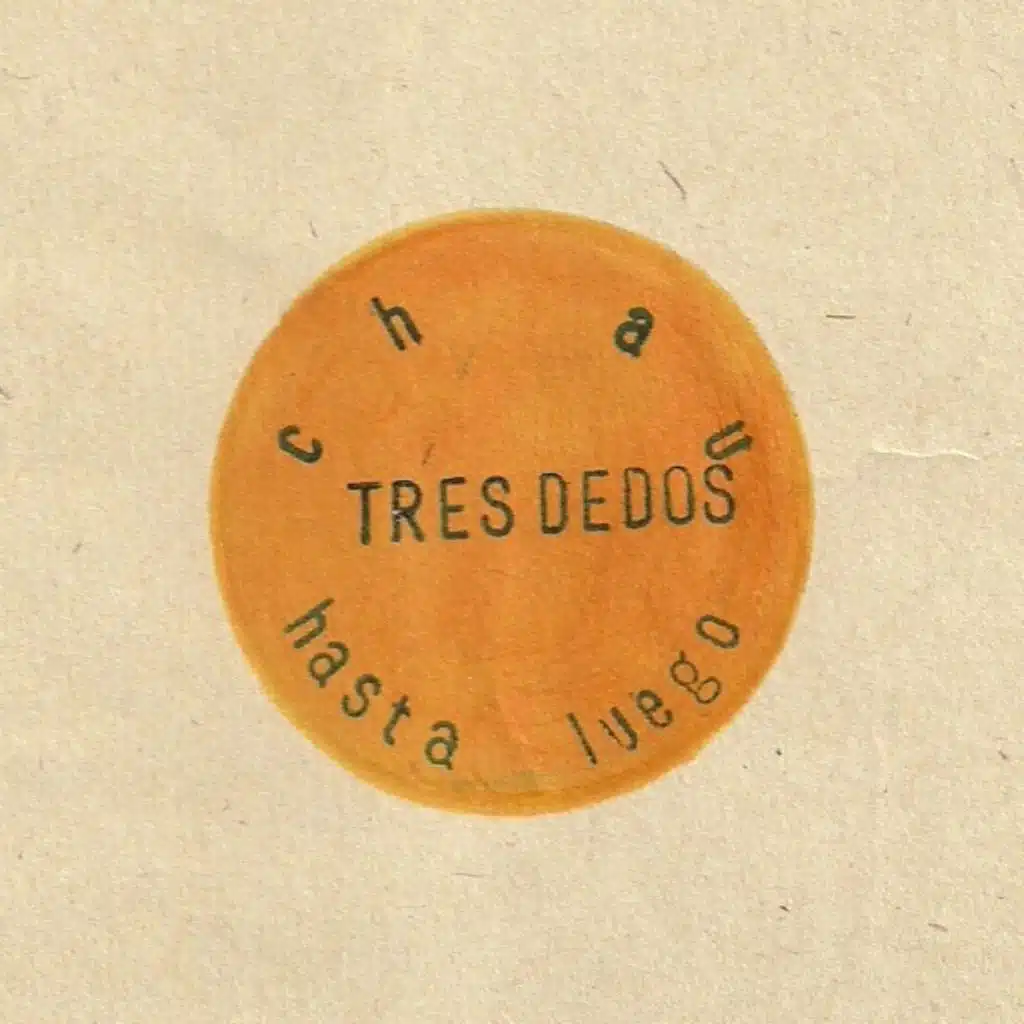 chau
TRES DEDOS
hasta luego